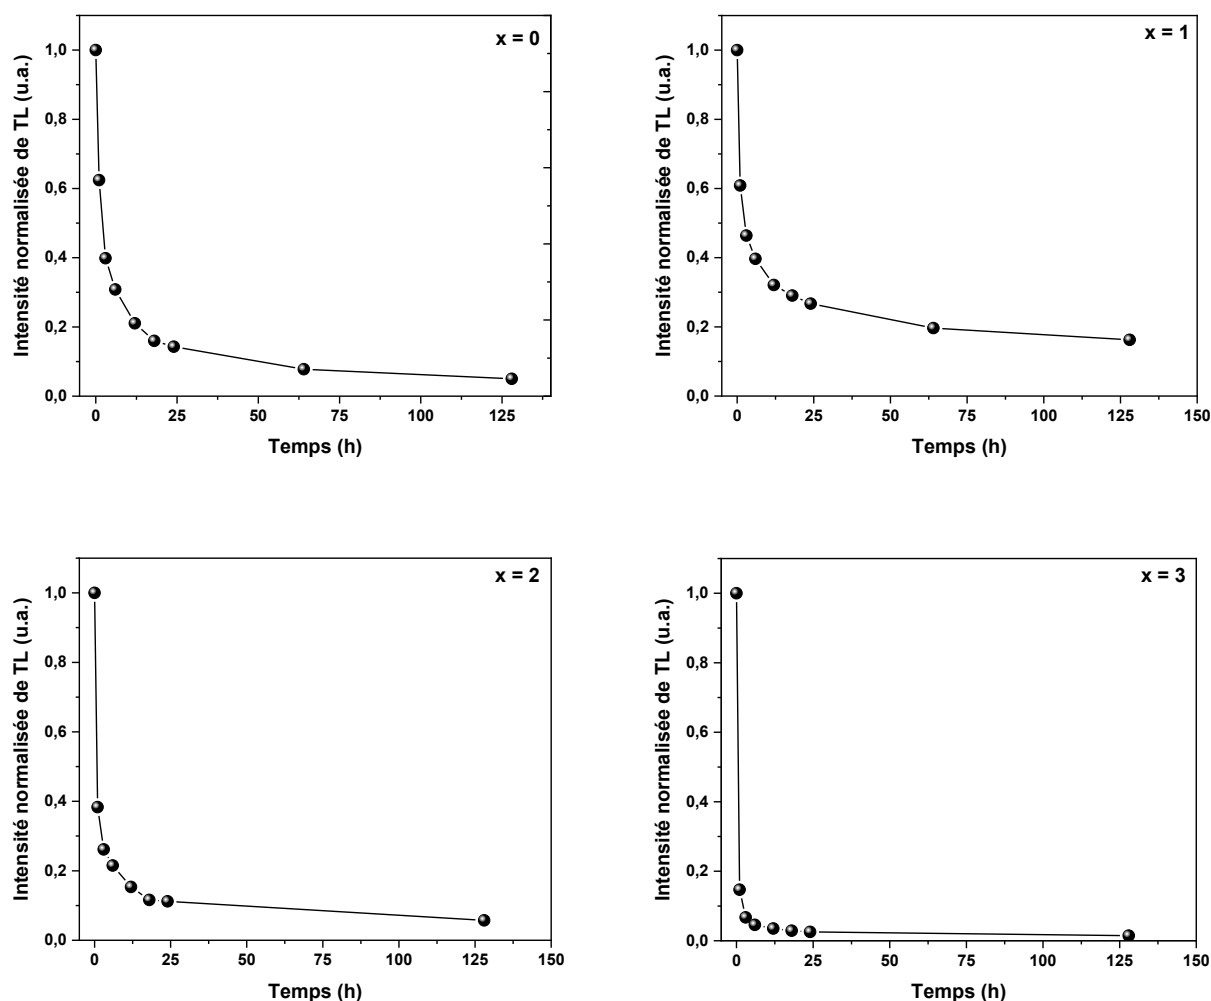 x = 0
Intensité normalisée de TL (u.a.)
1,0
0,8
0,6
0,4
0,2
0,0
0 25 50 75 100 125
Temps (h)
x = 1
Intensité normalisée de TL (u.a.)
1,0
0,8
0,6
0,4
0,2
0,0
0 25 50 75 100 125 150
Temps (h)
x = 2
Intensité normalisée de TL (u.a.)
1,0
0,8
0,6
0,4
0,2
0,0
0 25 50 75 100 125 150
Temps (h)
x = 3
Intensité normalisée de TL (u.a.)
1,0
0,8
0,6
0,4
0,2
0,0
0 25 50 75 100 125 150
Temps (h)